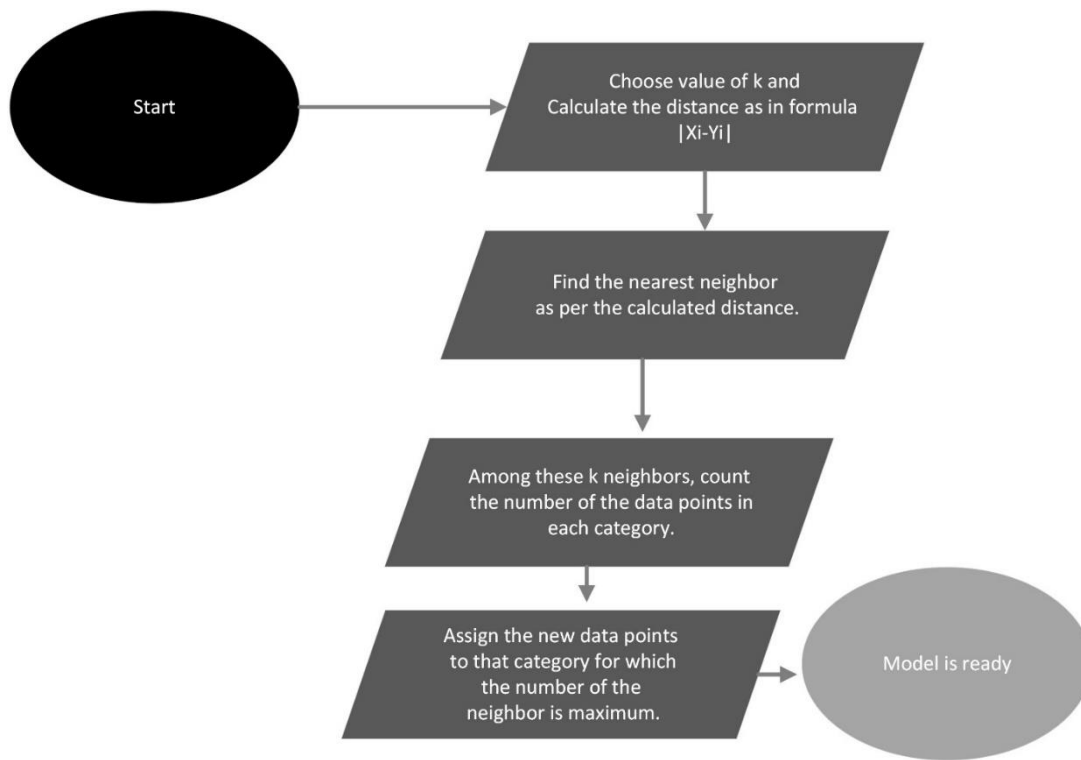 Start
Choose value of k and
Calculate the distance as in formula
|Xi-Yi|
Find the nearest neighbor
as per the calculated distance.
Among these k neighbors, count
the number of the data points in
each category.
Assign the new data points
to that category for which
the number of the
neighbor is maximum.
Model is ready